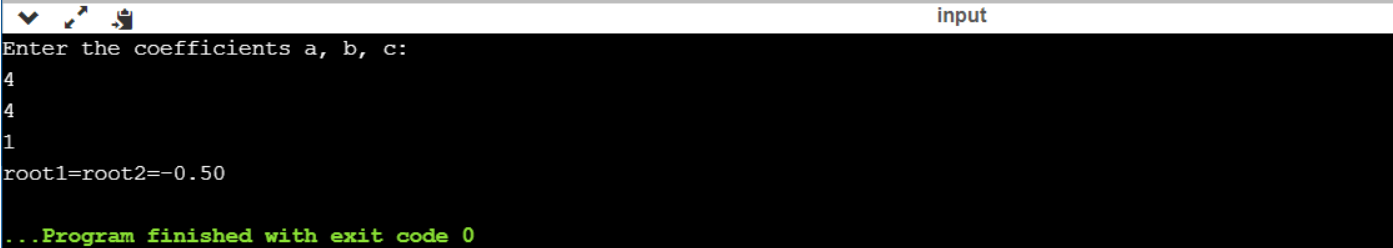 input
Enter the coefficients a, b, c:
4
4
1
root1=root2=-0.50
...Program finished with exit code 0